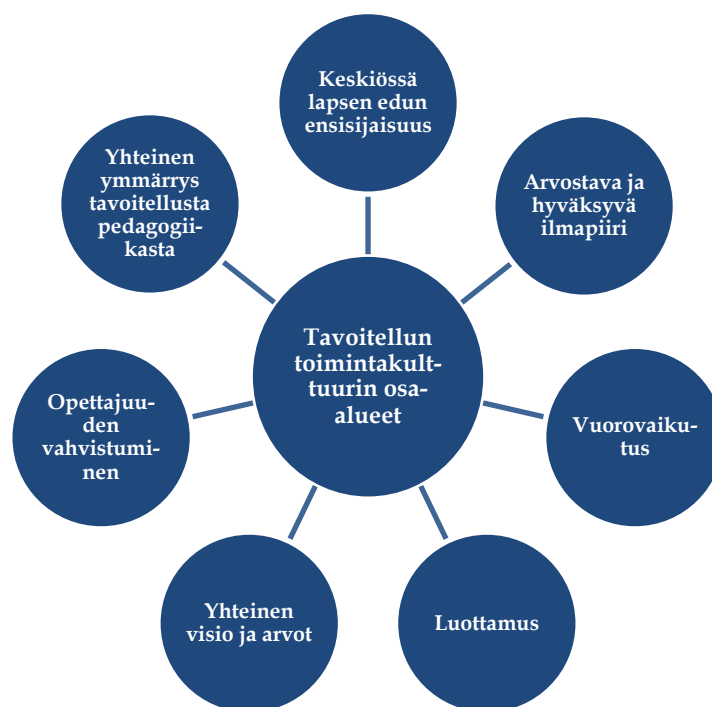 Keskiössä
lapsen edun
ensisijaisuus
Arvostava ja
hyväksyvä
ilmapiiri
Vuorovaiku-
tus
Luottamus
Yhteinen
visio ja arvot
Opettajuu-
den
vahvistumi-
nen
Yhteinen
ymmärrys
tavoitellusta
pedagogii-
kasta
Tavoitellun
toimintakult-
tuurin osa-
alueet